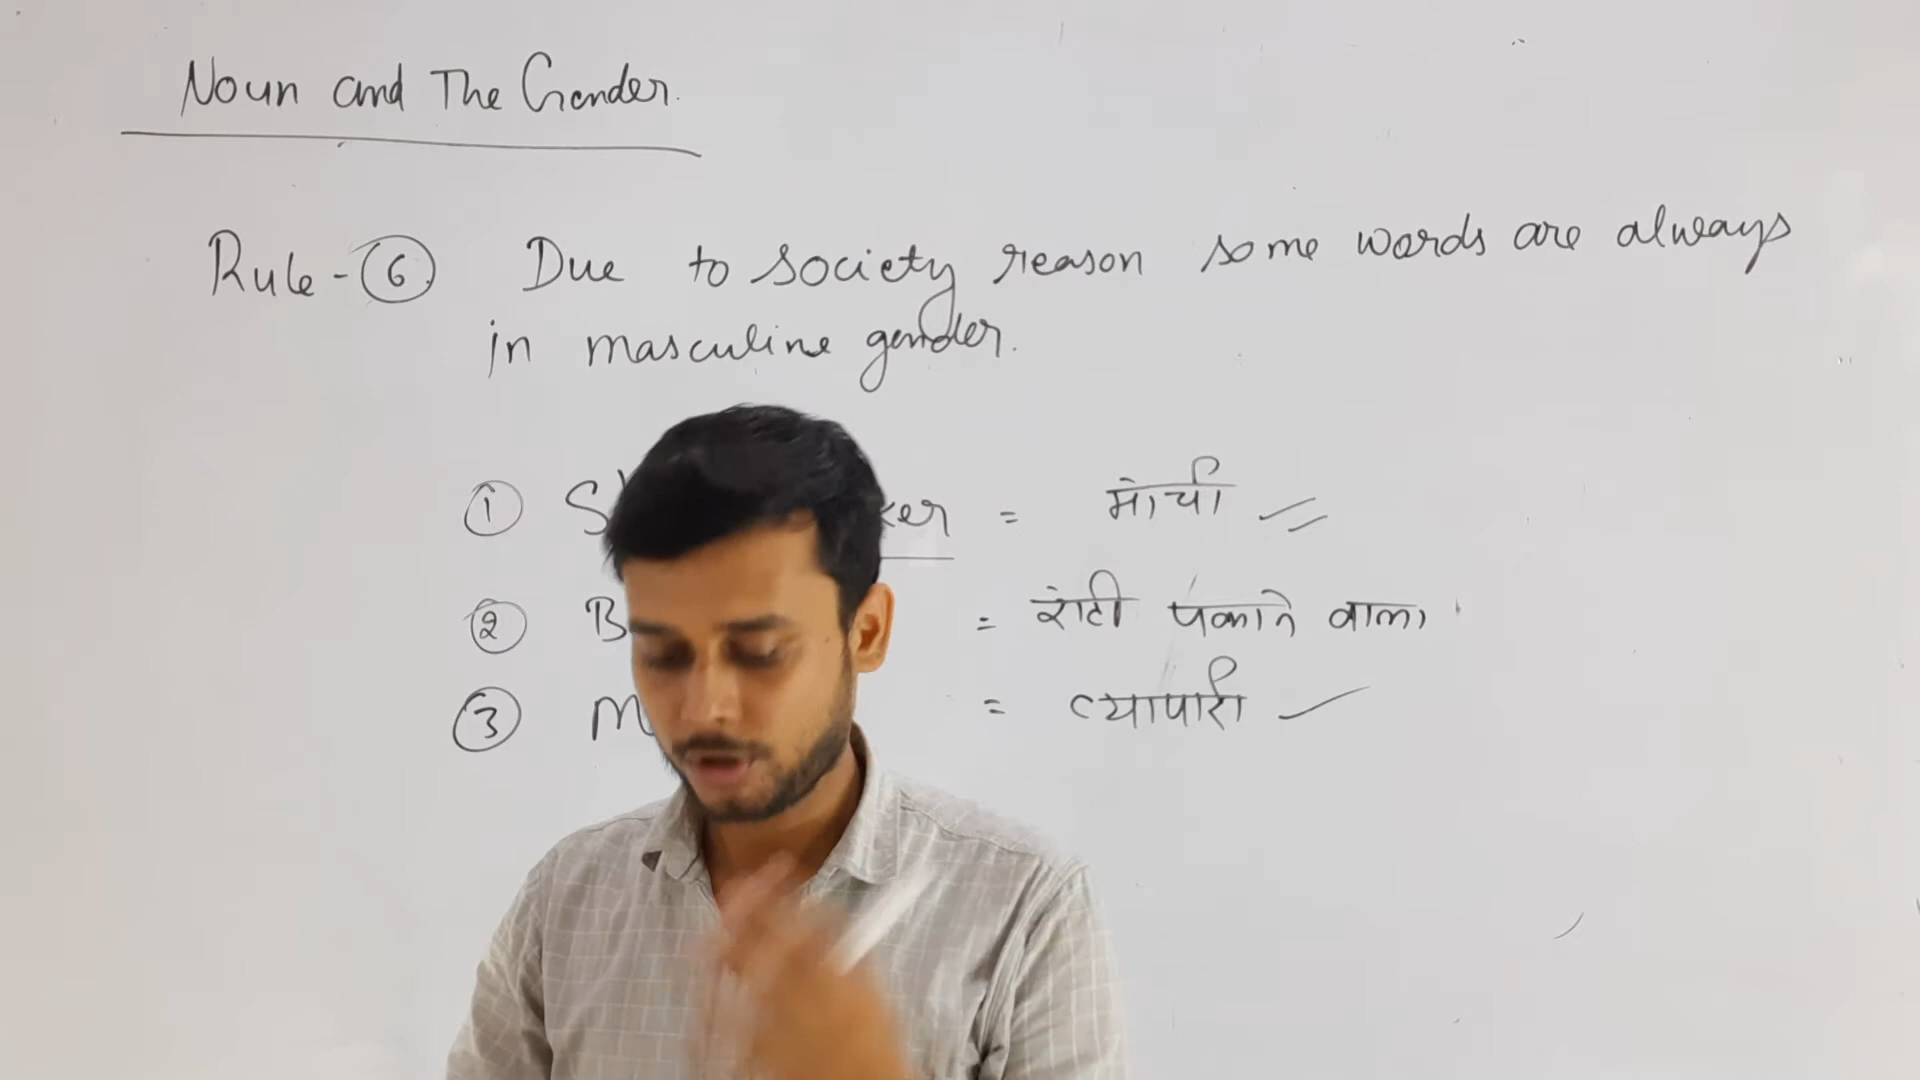 Noun and The Gender.
Rule-⑥ Due to society reason some words are always
in masculine gender.
① = मोची
② = रोटी पकाने वाला
③ = व्यापारी